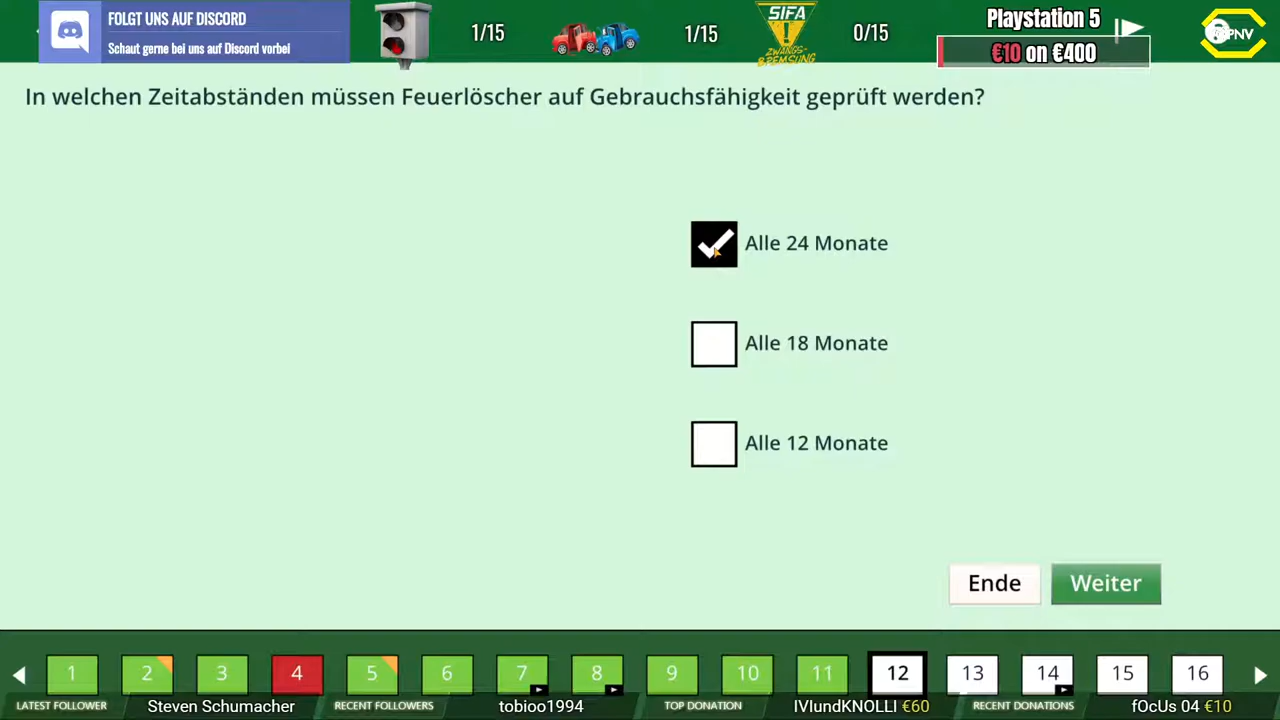 FOLGT UNS AUF DISCORD
Schaut gerne bei uns auf Discord vorbei
1/15
1/15
SIFA
ZWANGS-
BREMSUNG
0/15
Playstation 5
€10 on €400
PNV
In welchen Zeitabständen müssen Feuerlöscher auf Gebrauchsfähigkeit geprüft werden?
Alle 24 Monate
Alle 18 Monate
Alle 12 Monate
Ende
Weiter
1 2 3 4 5 6 7 8 9 10 11 12 13 14 15 16
LATEST FOLLOWER Steven Schumacher RECENT FOLLOWERS tobioo1994 TOP DONATION IVIundKNOLLI €60 RECENT DONATIONS fOcUs 04 €10